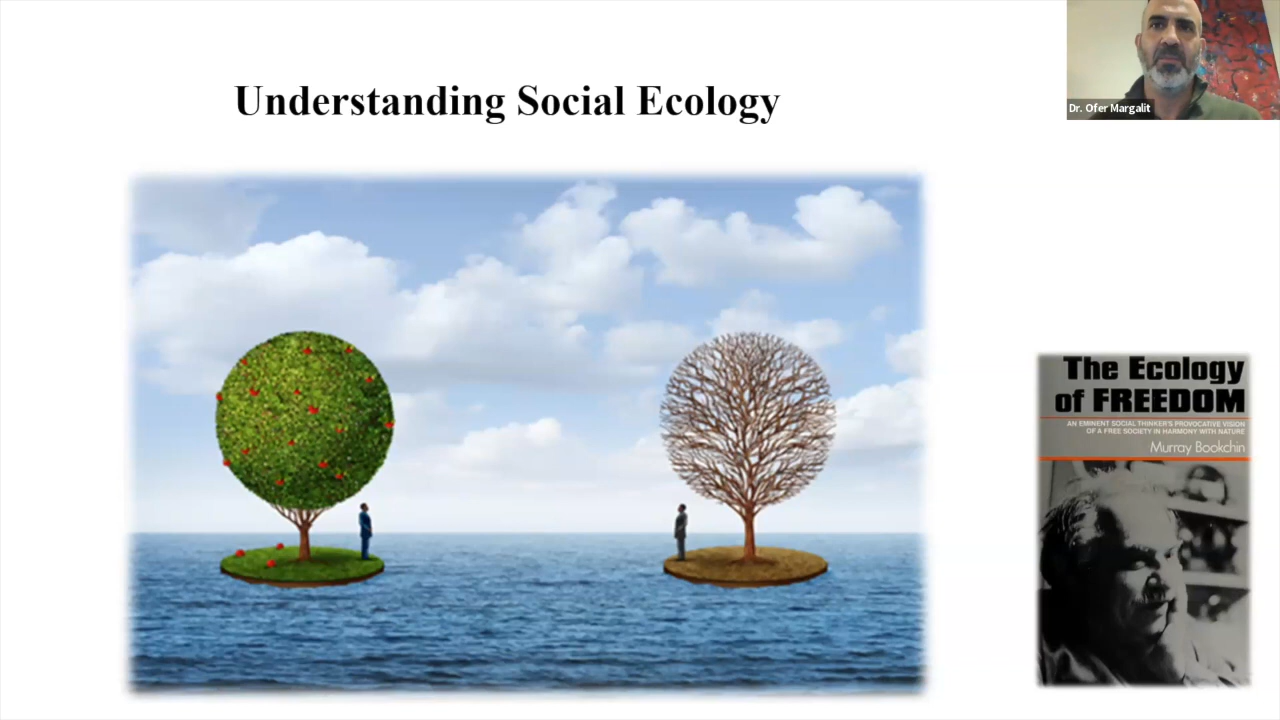 Understanding Social Ecology
Dr. Ofer Margalit
The Ecology
of FREEDOM
AN EMINENT SOCIAL THINKER'S PROVOCATIVE VISION
OF A FREE SOCIETY IN HARMONY WITH NATURE
Murray Bookchin